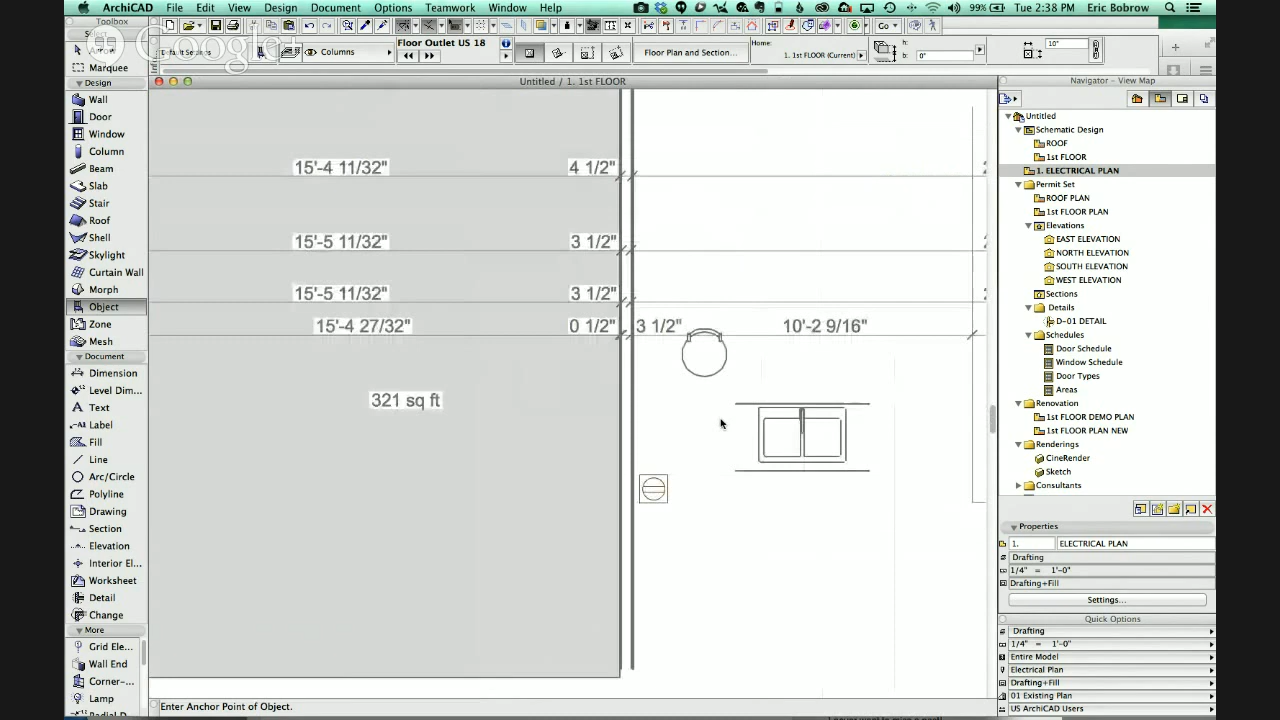 ArchiCAD File Edit View Design Document Options Teamwork Window Help 99% Tue 2:38 PM Eric Bobrow
Toolbox
Select
Arrow
Marquee
Design
Wall
Door
Window
Column
Beam
Slab
Stair
Roof
Shell
Skylight
Curtain Wall
Morph
Object
Zone
Mesh
Document
Dimension
Level Dim...
Text
Label
Fill
Line
Arc/Circle
Polyline
Drawing
Section
Elevation
Interior El...
Worksheet
Detail
Change
More
Grid Ele...
Wall End
Corner-...
Lamp
Google
Default Settings
Columns
Floor Outlet US 18
Floor Plan and Section...
Home:
1. 1st FLOOR (Current)
h:
b: 0"
10"
Go
Untitled / 1. 1st FLOOR
15'-4 11/32" 4 1/2"
15'-5 11/32" 3 1/2"
15'-5 11/32" 3 1/2"
15'-4 27/32" 0 1/2" 3 1/2" 10'-2 9/16"
321 sq ft
Enter Anchor Point of Object.
Navigator - View Map
Untitled
Schematic Design
ROOF
1st FLOOR
1. ELECTRICAL PLAN
Permit Set
ROOF PLAN
1st FLOOR PLAN
Elevations
EAST ELEVATION
NORTH ELEVATION
SOUTH ELEVATION
WEST ELEVATION
Sections
Details
D-01 DETAIL
Schedules
Door Schedule
Window Schedule
Door Types
Areas
Renovation
1st FLOOR DEMO PLAN
1st FLOOR PLAN NEW
Renderings
CineRender
Sketch
Consultants
Properties
1. ELECTRICAL PLAN
Drafting
1/4" = 1'-0"
Drafting+Fill
Settings...
Quick Options
Drafting
1/4" = 1'-0"
Entire Model
Electrical Plan
Drafting+Fill
01 Existing Plan
US ArchiCAD Users